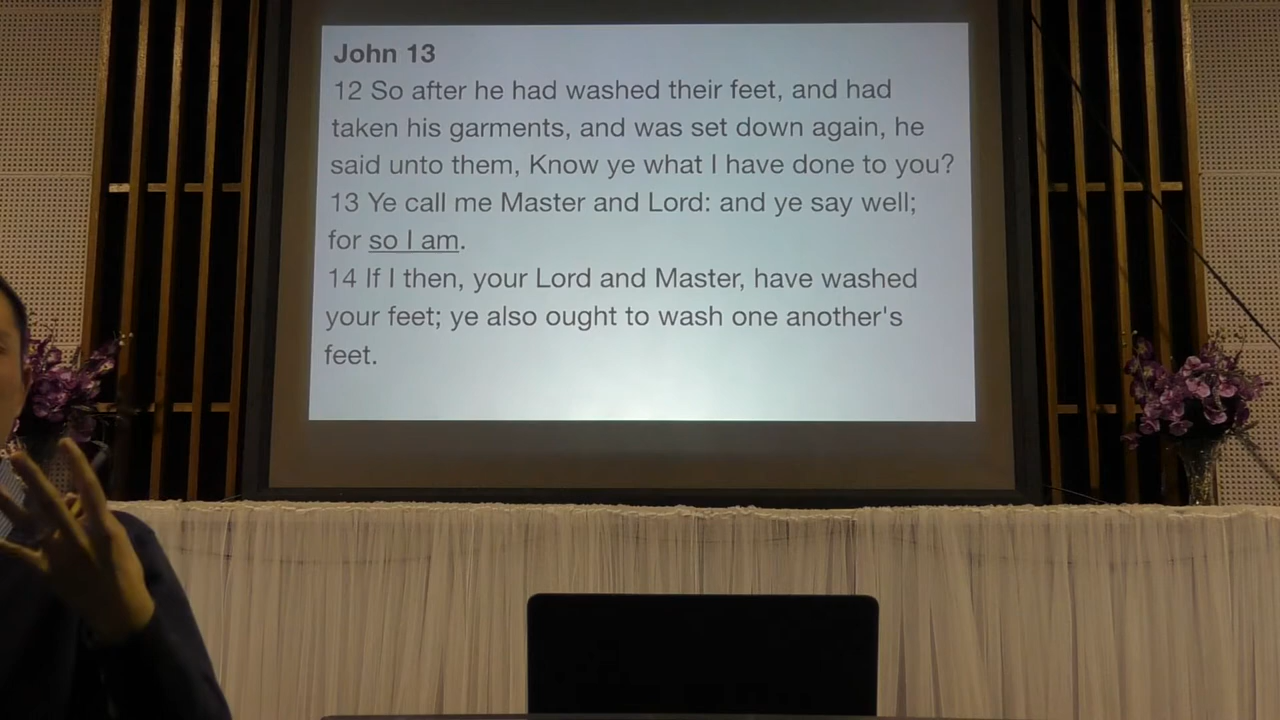 John 13
12 So after he had washed their feet, and had
taken his garments, and was set down again, he
said unto them, Know ye what I have done to you?
13 Ye call me Master and Lord: and ye say well;
for so I am.
14 If I then, your Lord and Master, have washed
your feet; ye also ought to wash one another's
feet.